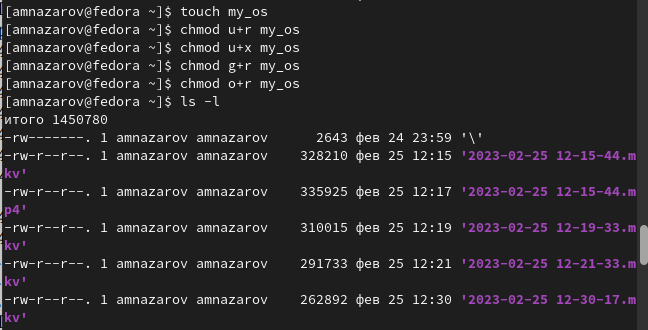 [amnazarov@fedora ~]$ touch my_os
[amnazarov@fedora ~]$ chmod u+r my_os
[amnazarov@fedora ~]$ chmod u+x my_os
[amnazarov@fedora ~]$ chmod g+r my_os
[amnazarov@fedora ~]$ chmod o+r my_os
[amnazarov@fedora ~]$ ls -l
итого 1450780
-rw-------. 1 amnazarov amnazarov     2643 фев 24 23:59 '\'
-rw-r--r--. 1 amnazarov amnazarov   328210 фев 25 12:15 '2023-02-25 12-15-44.m
kv'
-rw-r--r--. 1 amnazarov amnazarov   335925 фев 25 12:17 '2023-02-25 12-15-44.m
p4'
-rw-r--r--. 1 amnazarov amnazarov   310015 фев 25 12:19 '2023-02-25 12-19-33.m
kv'
-rw-r--r--. 1 amnazarov amnazarov   291733 фев 25 12:21 '2023-02-25 12-21-33.m
kv'
-rw-r--r--. 1 amnazarov amnazarov   262892 фев 25 12:30 '2023-02-25 12-30-17.m
kv'